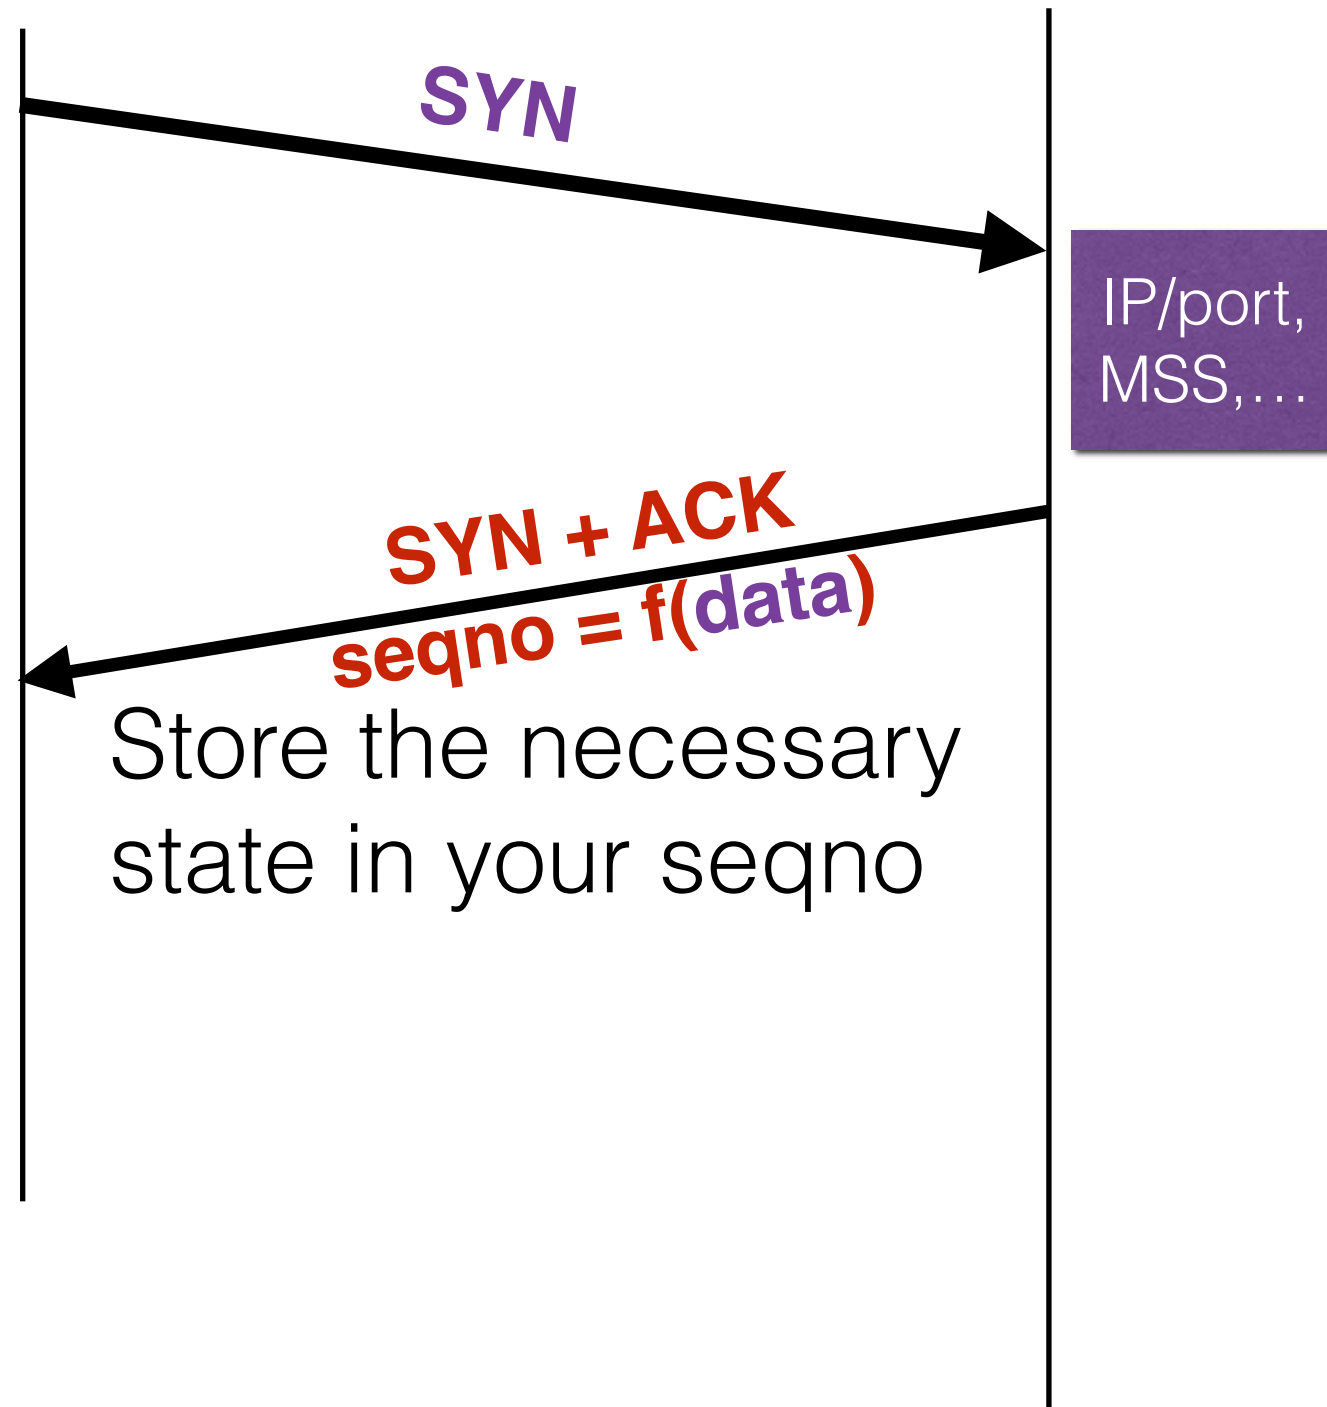 SYN
IP/port,
MSS,...
SYN + ACK
seqno = f(data)
Store the necessary
state in your seqno